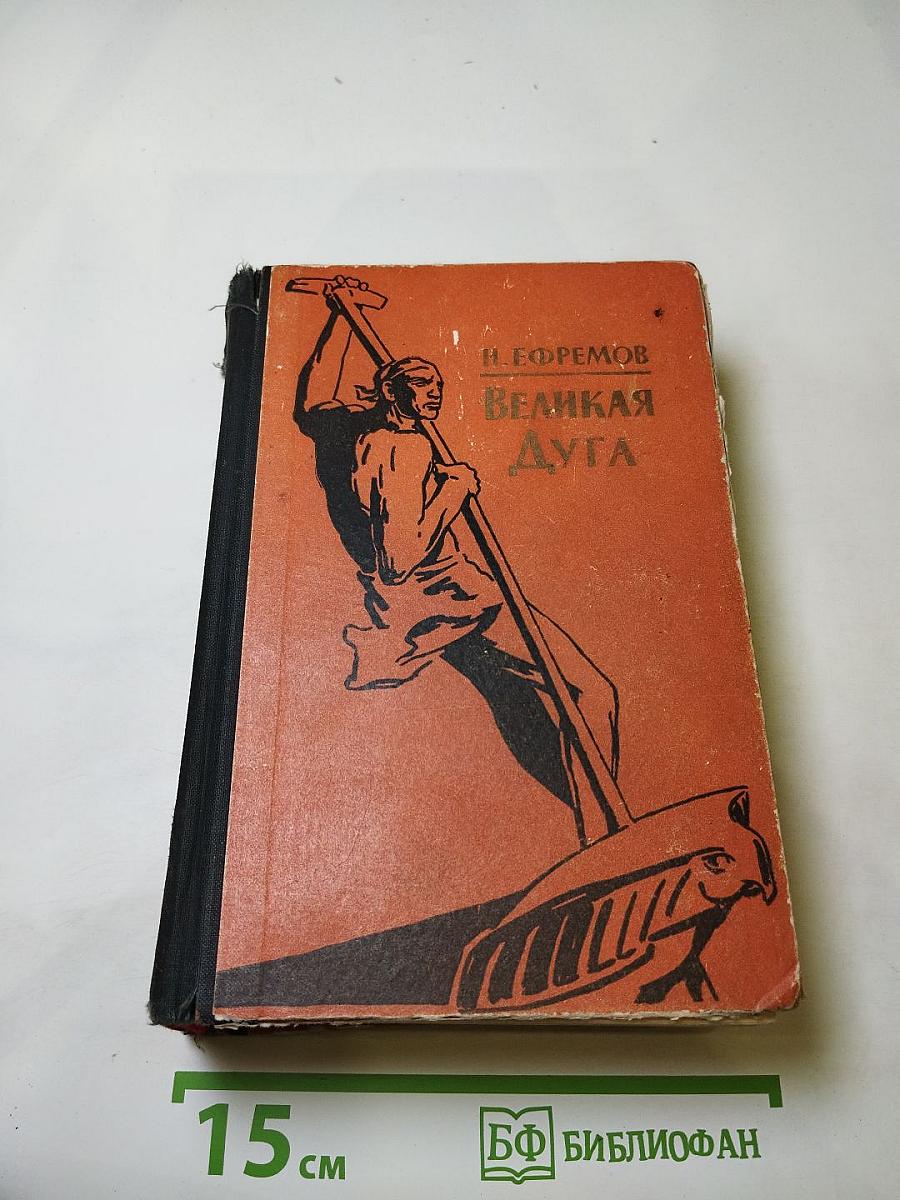 И. ЕФРЕМОВ
ВЕЛИКАЯ
ДУГА
15 см
БФ БИБЛИОФАН